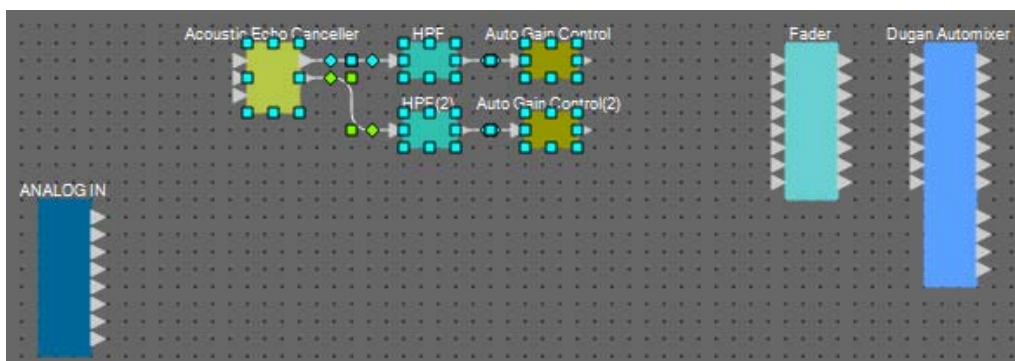 Acoustic Echo Canceller
HPF
Auto Gain Control
Fader
Dugan Automixer
HPF(2)
Auto Gain Control(2)
ANALOG IN